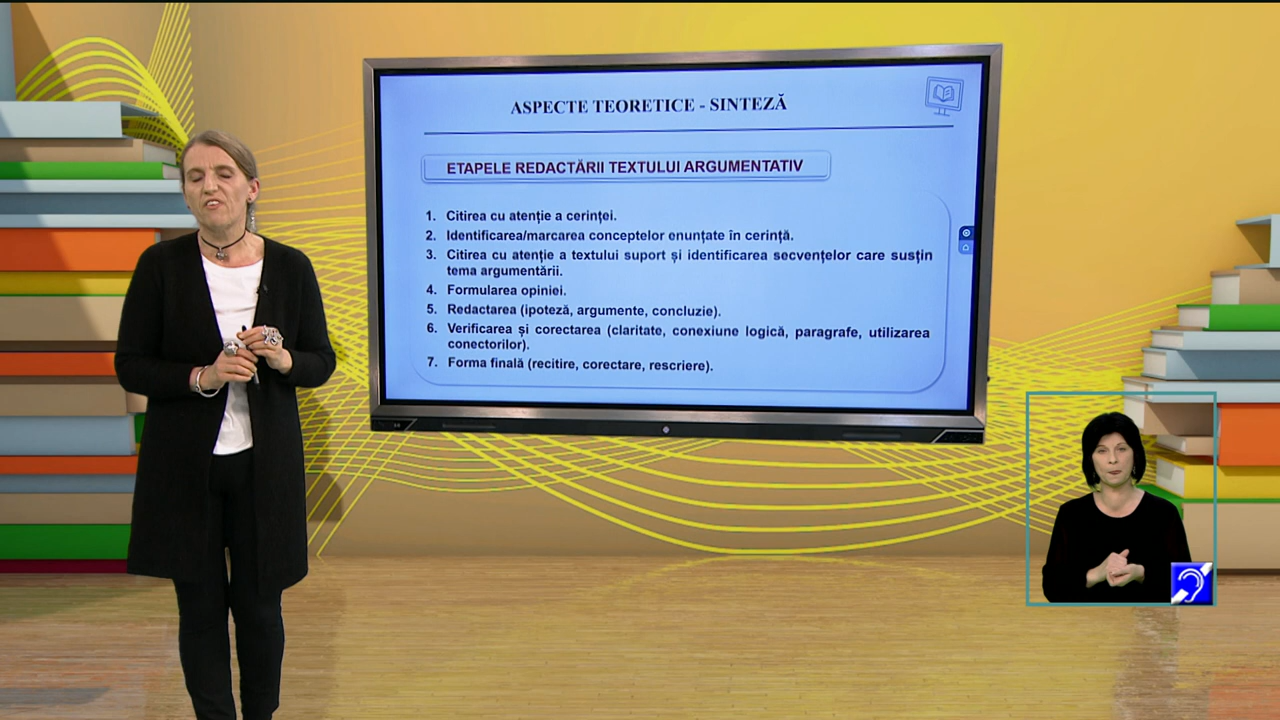 ASPECTE TEORETICE - SINTEZĂ
ETAPELE REDACTĂRII TEXTULUI ARGUMENTATIV
1. Citirea cu atenție a cerinței.
2. Identificarea/marcarea conceptelor enunțate în cerință.
3. Citirea cu atenție a textului suport și identificarea secvențelor care susțin
tema argumentării.
4. Formularea opiniei.
5. Redactarea (ipoteză, argumente, concluzie).
6. Verificarea și corectarea (claritate, conexiune logică, paragrafe, utilizarea
conectorilor).
7. Forma finală (recitire, corectare, rescriere).